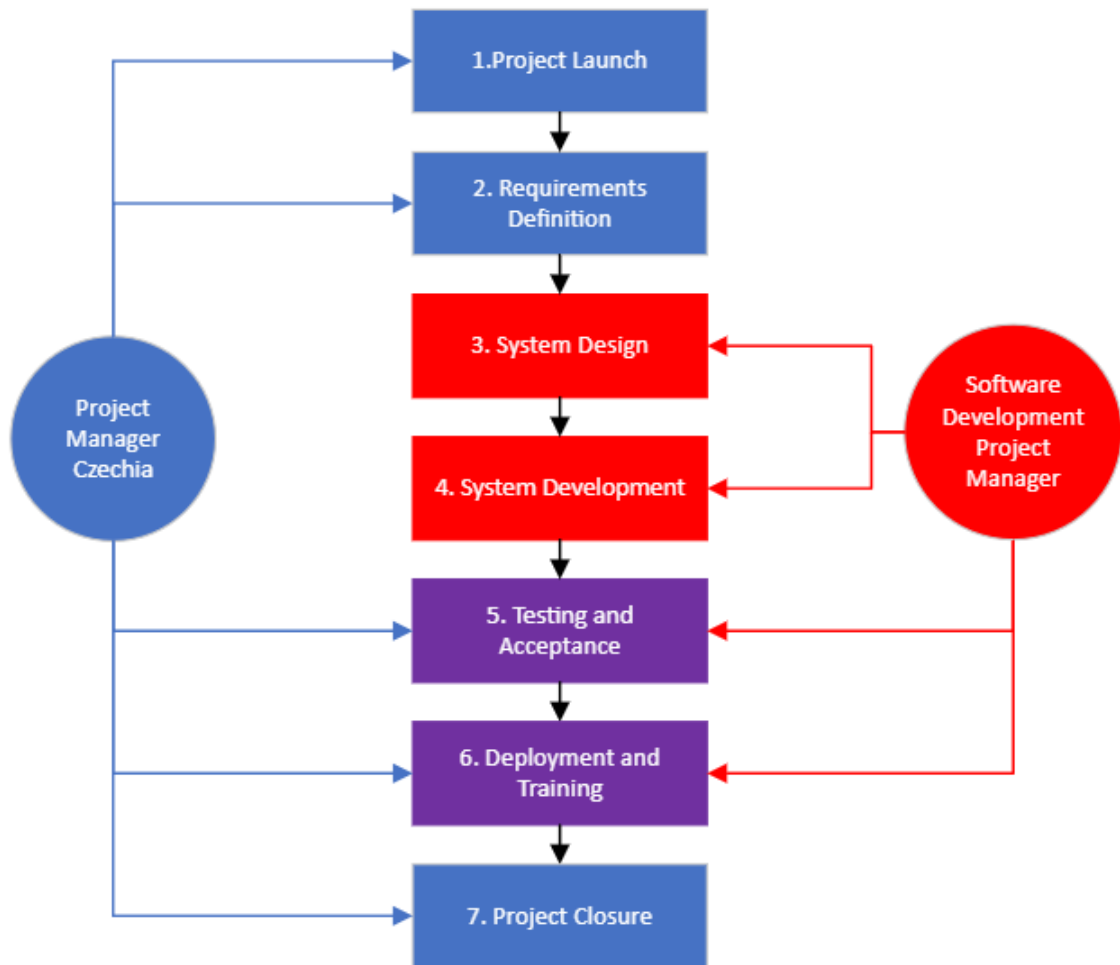 1.Project Launch
2. Requirements
Definition
3. System Design
Project
Manager
Czechia
Software
Development
Project
Manager
4. System Development
5. Testing and
Acceptance
6. Deployment and
Training
7. Project Closure